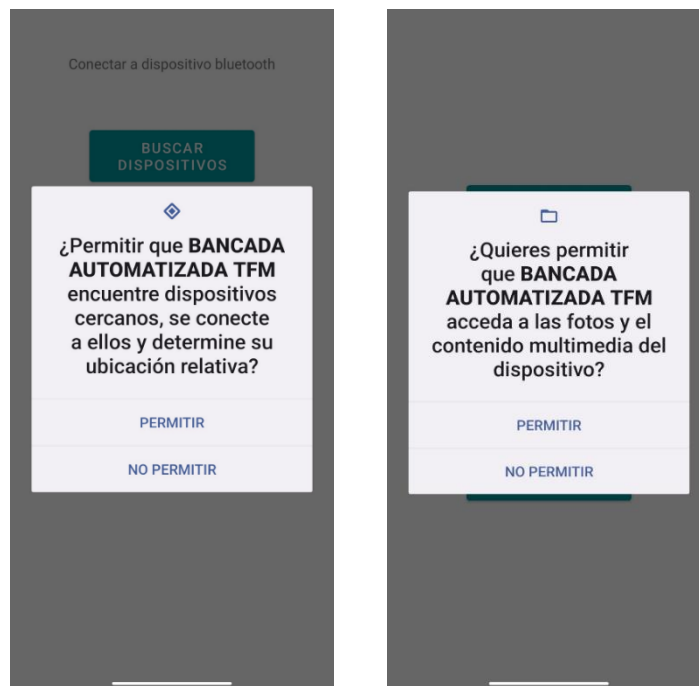 Conectar a dispositivo bluetooth
BUSCAR
DISPOSITIVOS
¿Permitir que BANCADA
AUTOMATIZADA TFM
encuentre dispositivos
cercanos, se conecte
a ellos y determine su
ubicación relativa?
PERMITIR
NO PERMITIR
¿Quieres permitir
que BANCADA
AUTOMATIZADA TFM
acceda a las fotos y el
contenido multimedia del
dispositivo?
PERMITIR
NO PERMITIR